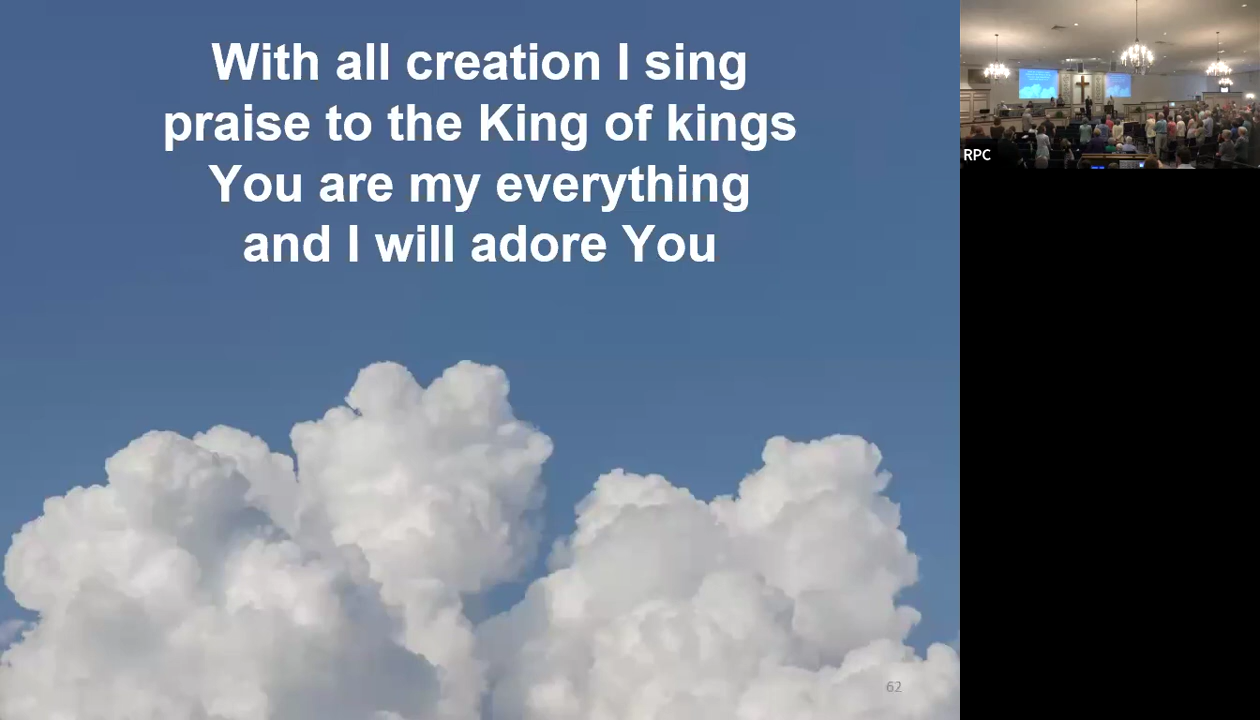 With all creation I sing
praise to the King of kings
You are my everything
and I will adore You
62
RPC